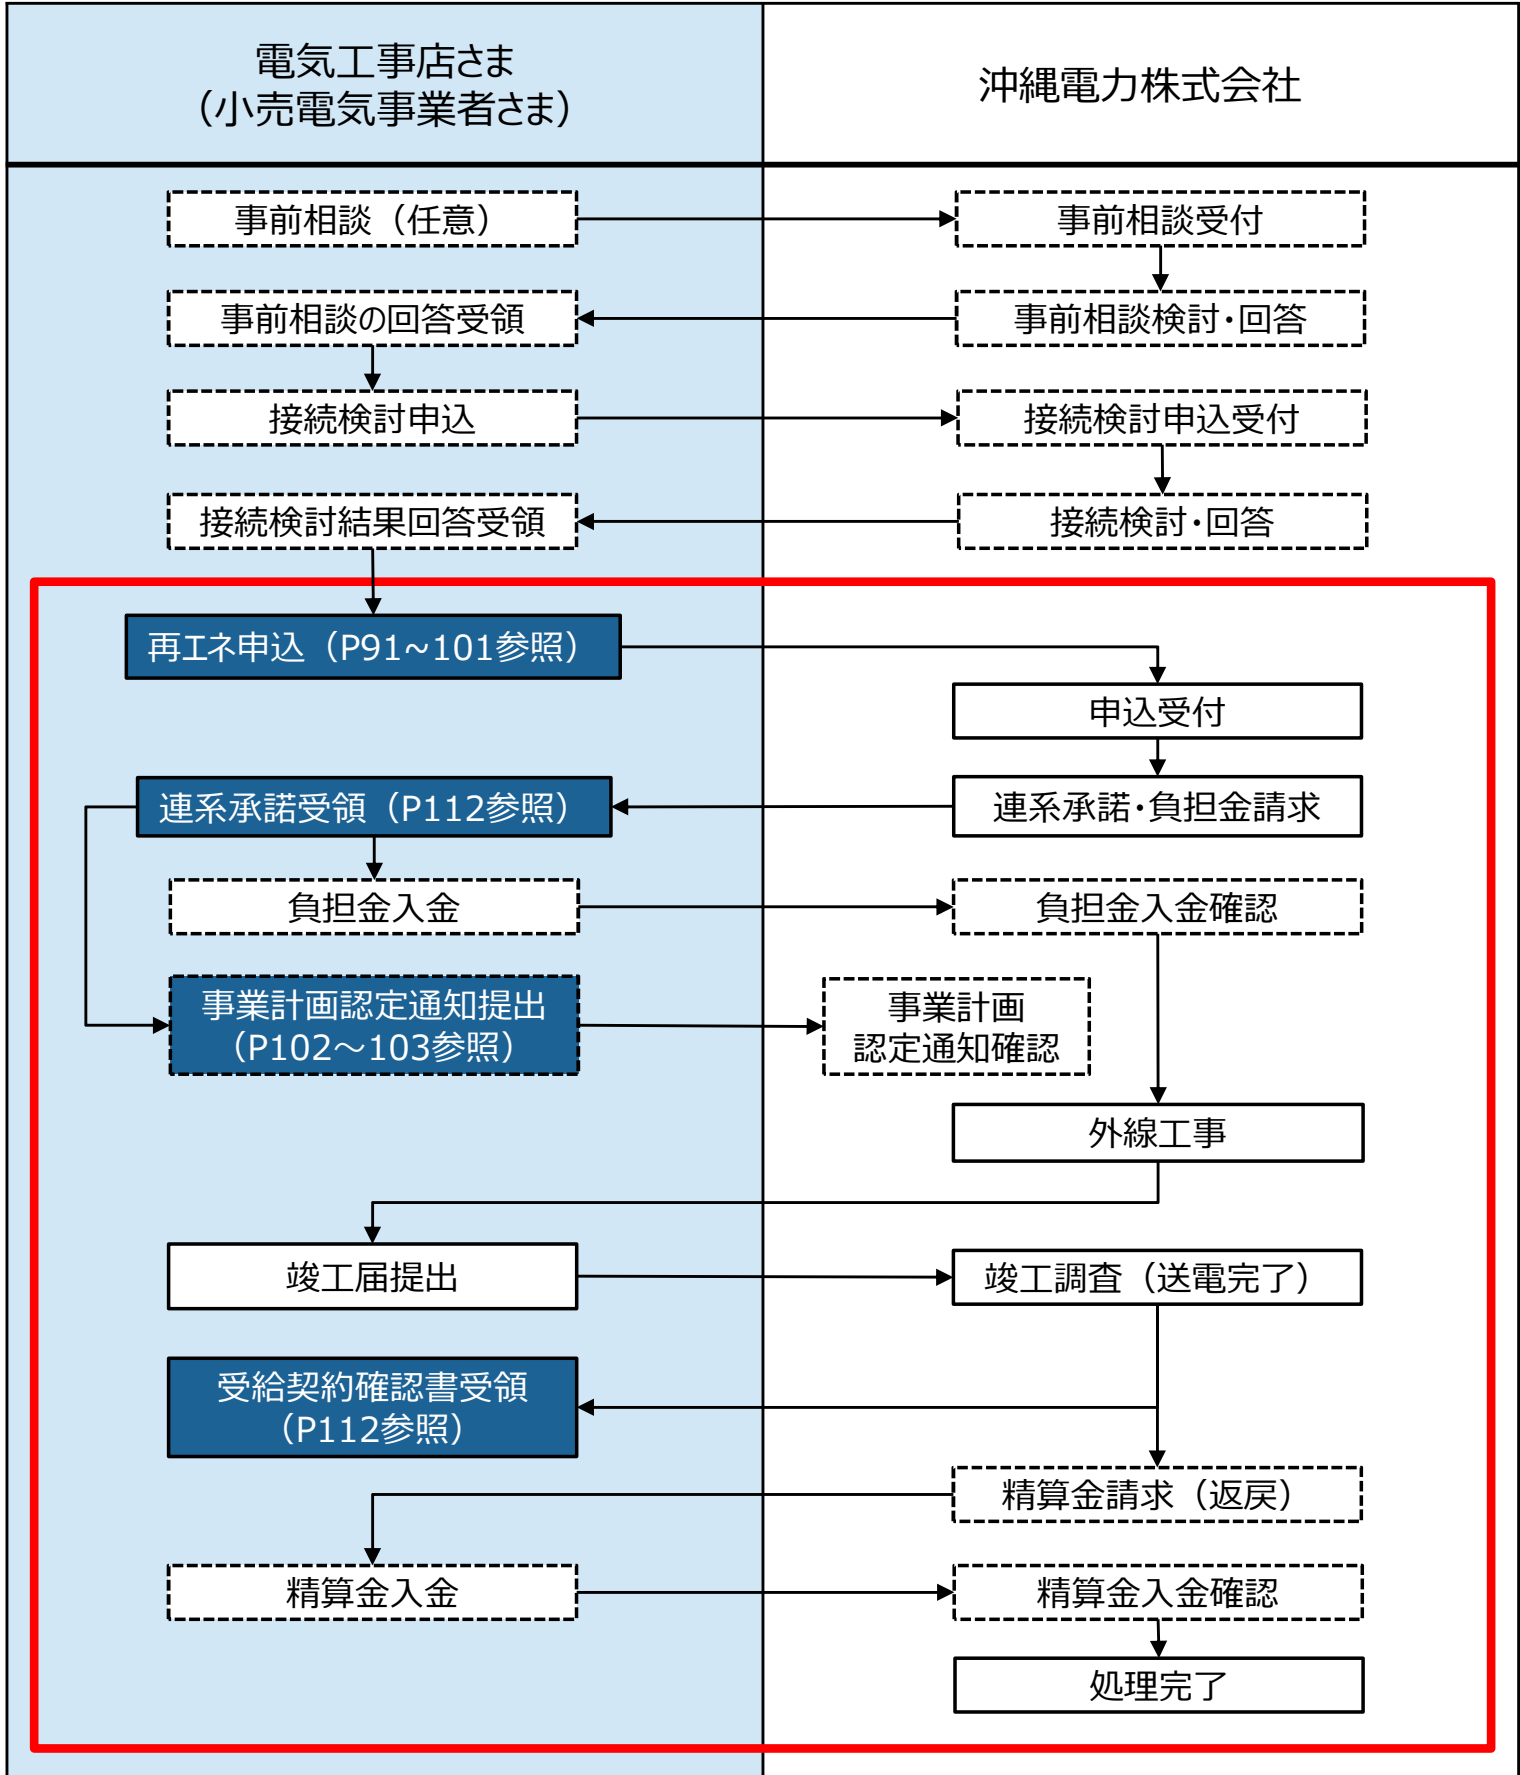 電気工事店さま
（小売電気事業者さま）
沖縄電力株式会社
事前相談（任意）
事前相談受付
事前相談の回答受領
事前相談検討・回答
接続検討申込
接続検討申込受付
接続検討結果回答受領
接続検討・回答
再エネ申込（P91~101参照）
申込受付
連系承諾受領（P112参照）
連系承諾・負担金請求
負担金入金
負担金入金確認
事業計画認定通知提出
（P102～103参照）
事業計画
認定通知確認
外線工事
竣工届提出
竣工調査（送電完了）
受給契約確認書受領
（P112参照）
精算金請求（返戻）
精算金入金
精算金入金確認
処理完了